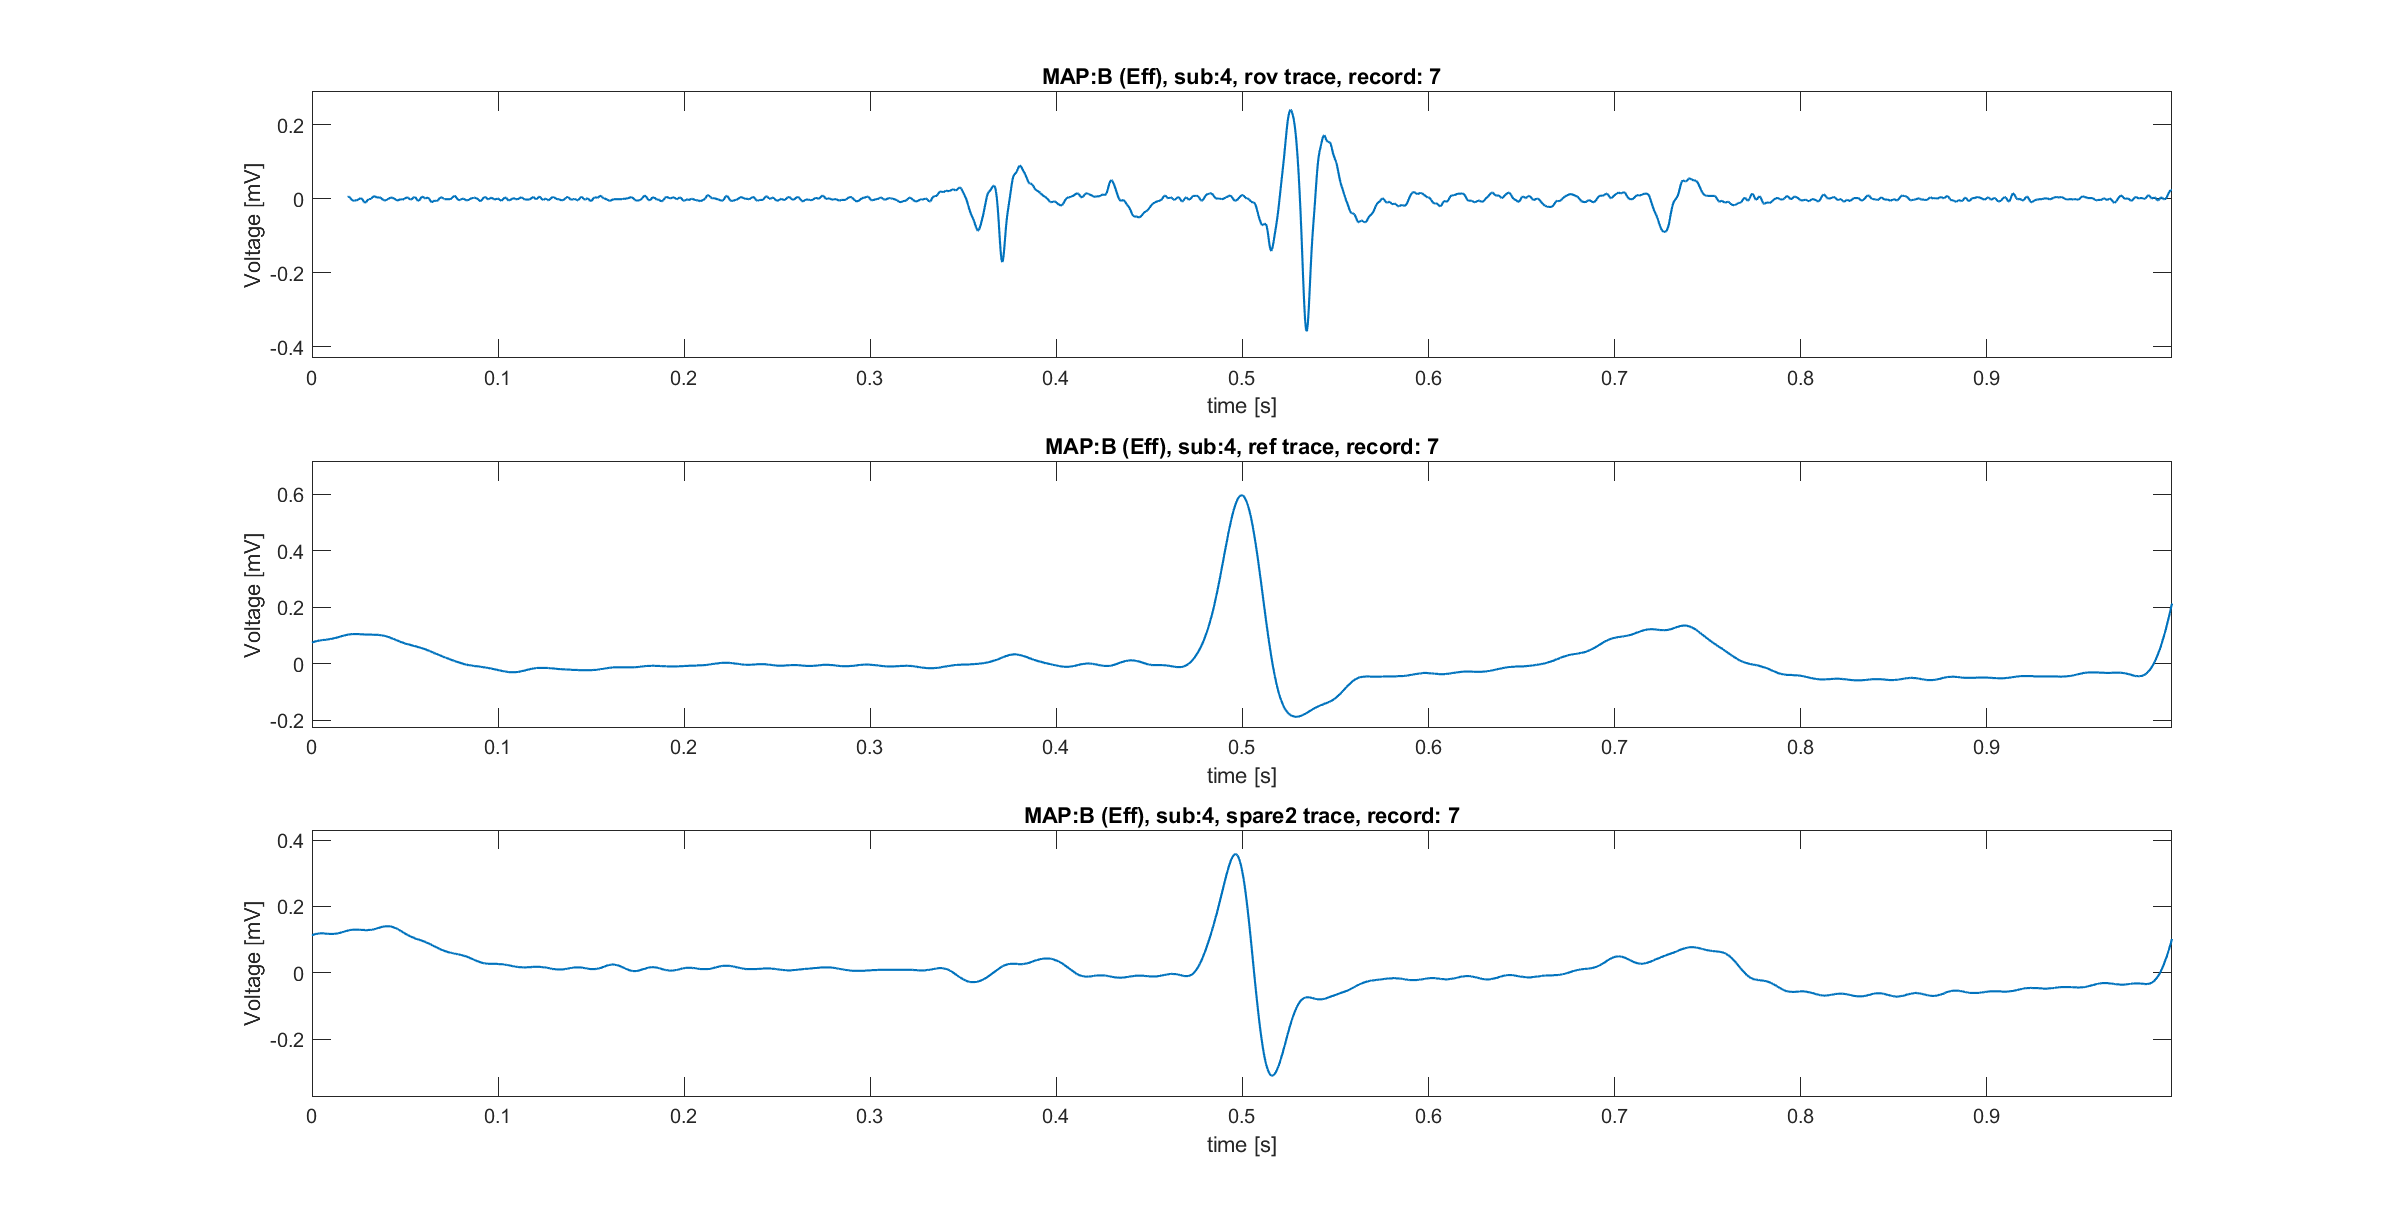 MAP:B (Eff), sub:4, rov trace, record: 7
Voltage [mV]
0.2
0
-0.2
-0.4
0 0.1 0.2 0.3 0.4 0.5 0.6 0.7 0.8 0.9
time [s]
MAP:B (Eff), sub:4, ref trace, record: 7
Voltage [mV]
0.6
0.4
0.2
0
-0.2
0 0.1 0.2 0.3 0.4 0.5 0.6 0.7 0.8 0.9
time [s]
MAP:B (Eff), sub:4, spare2 trace, record: 7
Voltage [mV]
0.4
0.2
0
-0.2
0 0.1 0.2 0.3 0.4 0.5 0.6 0.7 0.8 0.9
time [s]